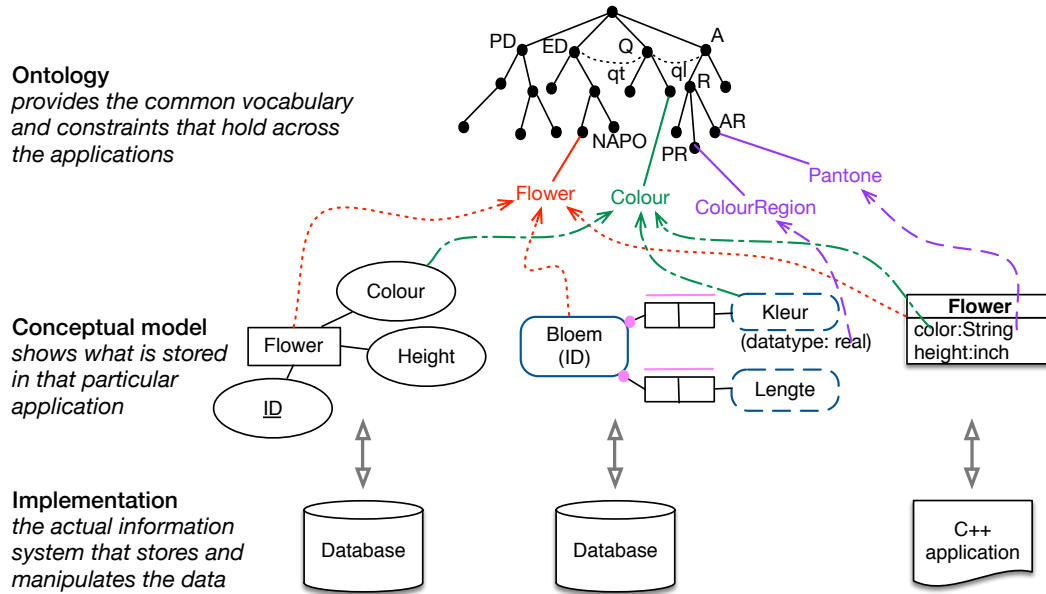 PD
ED
Q
A
qt
ql
R
Ontology
provides the common vocabulary
and constraints that hold across
the applications
NAPO
AR
PR
Flower
Colour
Pantone
ColourRegion
Colour
Flower
Height
ID
Conceptual model
shows what is stored
in that particular
application
Bloem
(ID)
Kleur
(datatype: real)
Lengte
Flower
color:String
height:inch
Implementation
the actual information
system that stores and
manipulates the data
Database
Database
C++
application